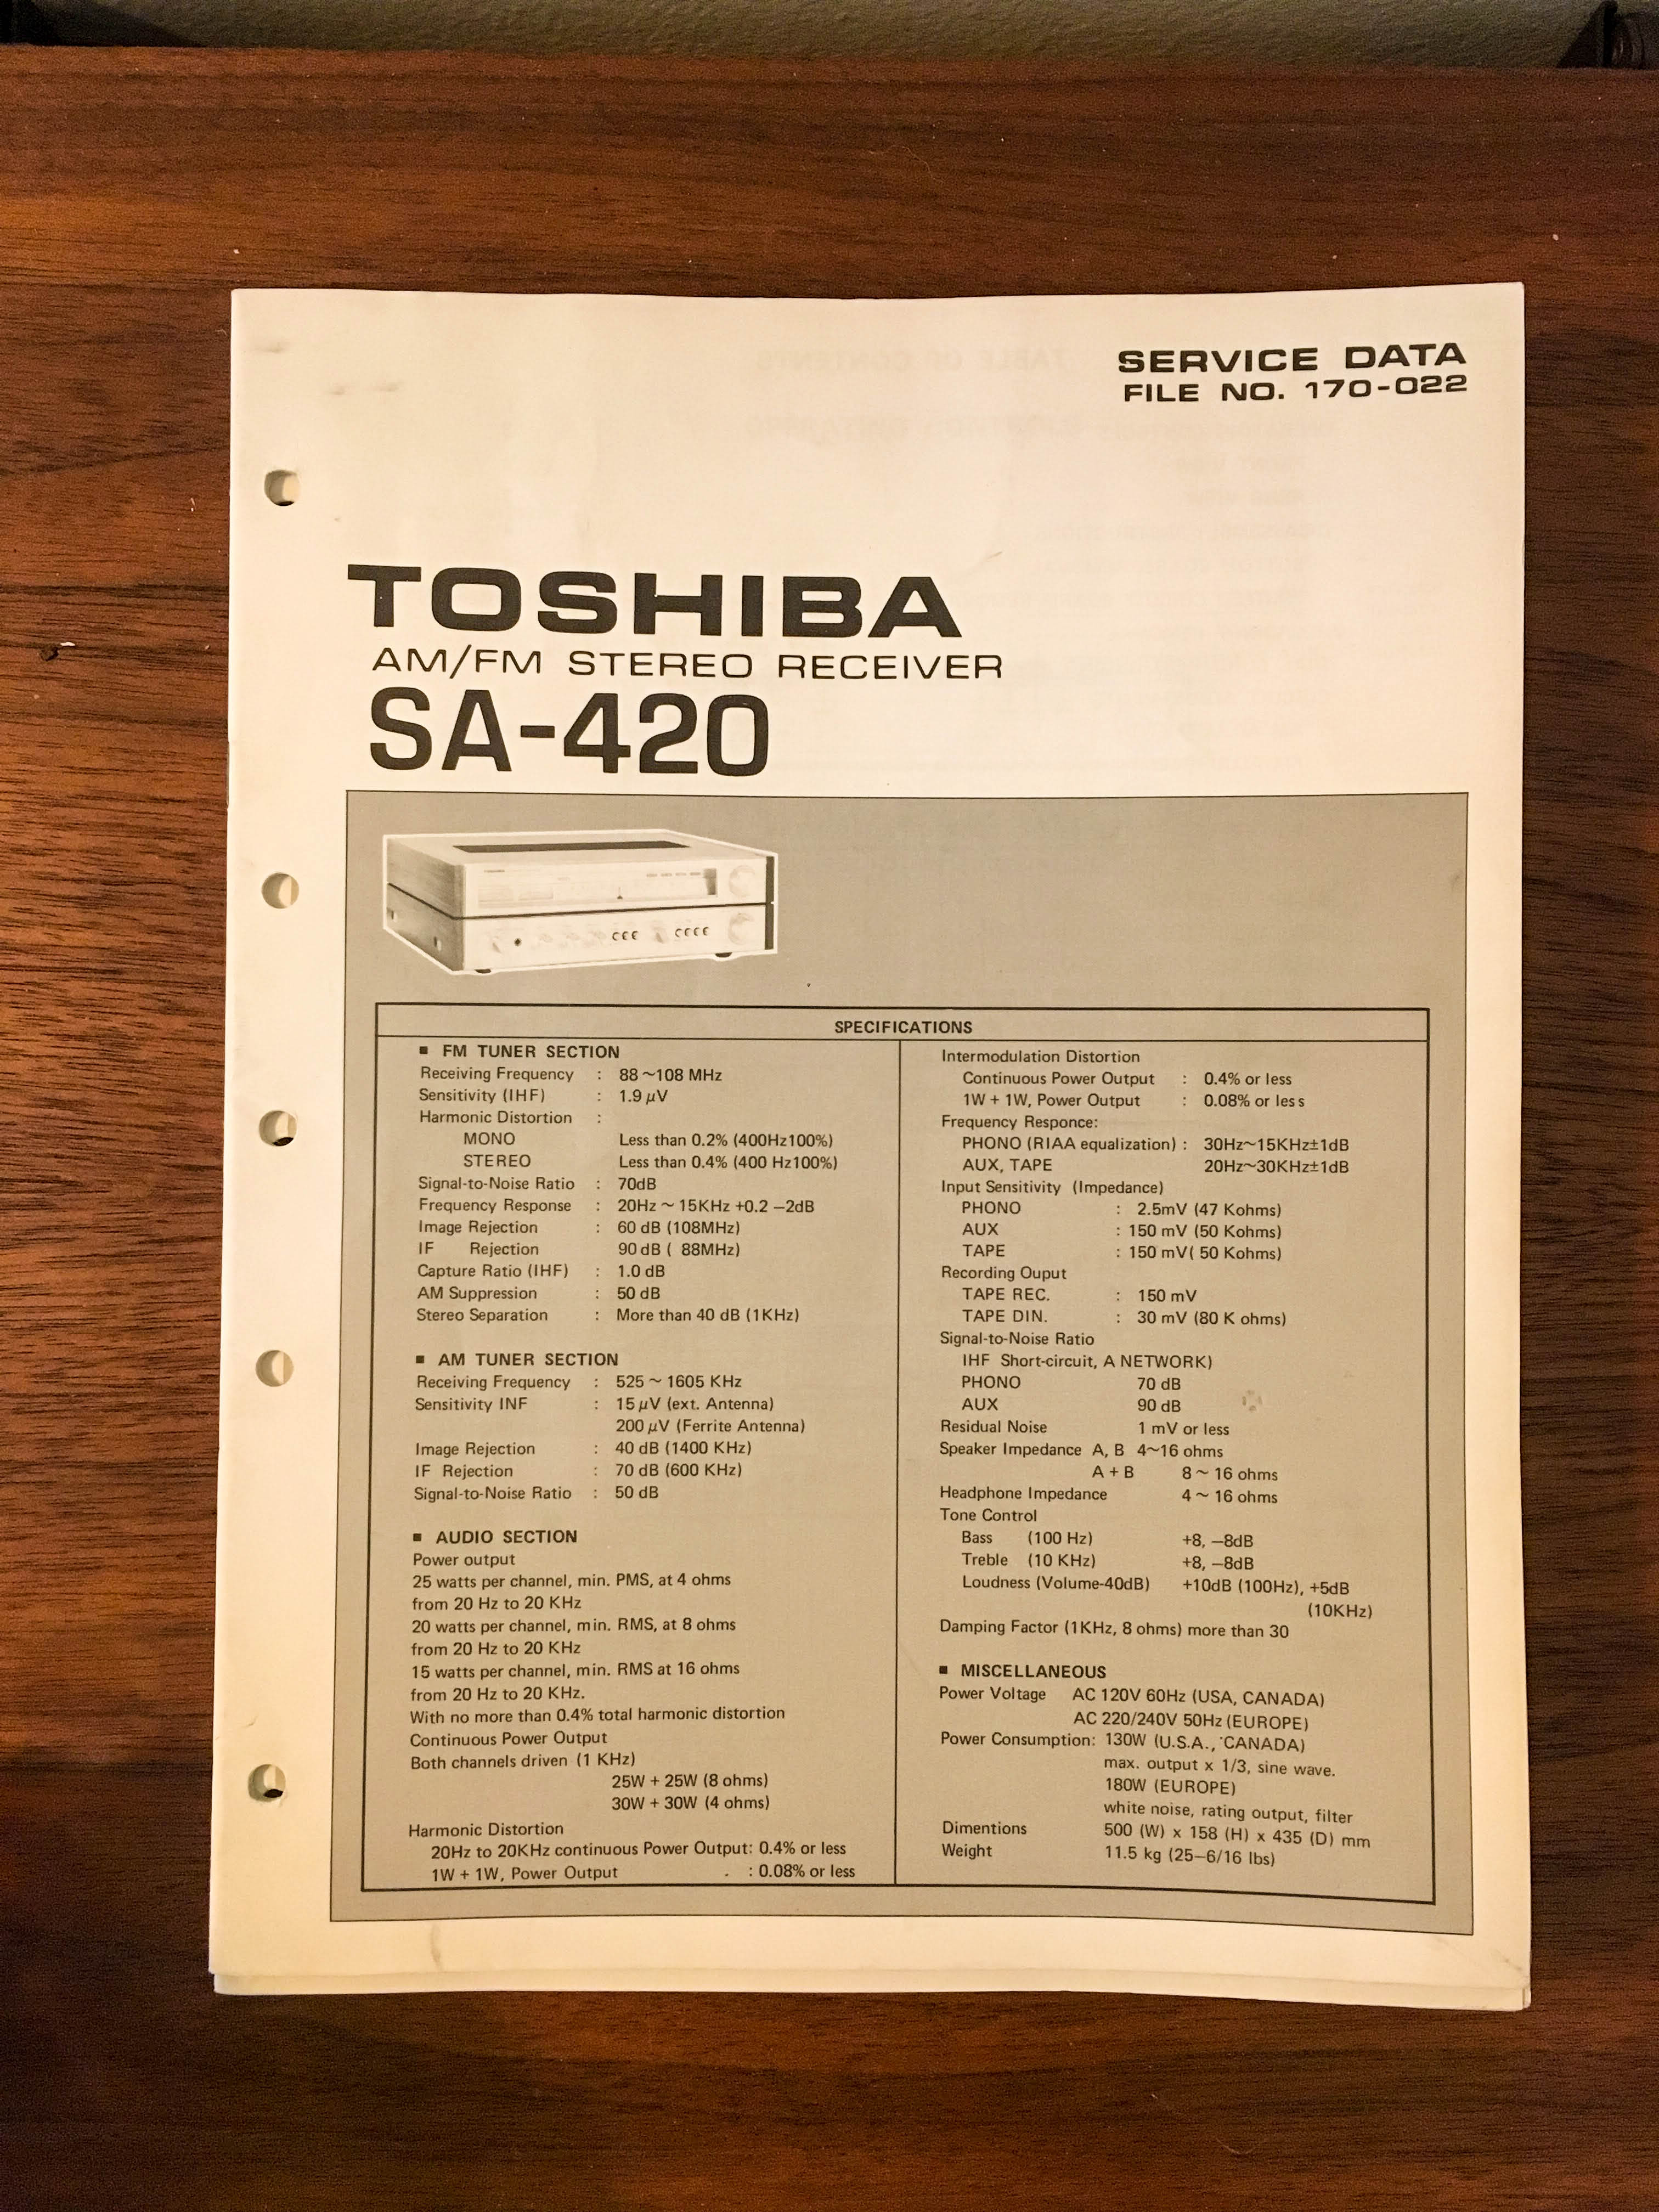 SERVICE DATA
FILE NO. 170-022
TOSHIBA
AM/FM STEREO RECEIVER
SA-420
SPECIFICATIONS
■ FM TUNER SECTION
Receiving Frequency : 88 ~108 MHz
Sensitivity (IHF) : 1.9 µV
Harmonic Distortion :
MONO Less than 0.2% (400Hz100%)
STEREO Less than 0.4% (400 Hz100%)
Signal-to-Noise Ratio : 70dB
Frequency Response : 20Hz ~ 15KHz +0.2 −2dB
Image Rejection : 60 dB (108MHz)
IF Rejection 90 dB ( 88MHz)
Capture Ratio (IHF) : 1.0 dB
AM Suppression : 50 dB
Stereo Separation : More than 40 dB (1KHz)
■ AM TUNER SECTION
Receiving Frequency : 525 ~ 1605 KHz
Sensitivity INF : 15 µV (ext. Antenna)
200 µV (Ferrite Antenna)
Image Rejection : 40 dB (1400 KHz)
IF Rejection : 70 dB (600 KHz)
Signal-to-Noise Ratio : 50 dB
■ AUDIO SECTION
Power output
25 watts per channel, min. PMS, at 4 ohms
from 20 Hz to 20 KHz
20 watts per channel, min. RMS, at 8 ohms
from 20 Hz to 20 KHz
15 watts per channel, min. RMS at 16 ohms
from 20 Hz to 20 KHz.
With no more than 0.4% total harmonic distortion
Continuous Power Output
Both channels driven (1 KHz)
25W + 25W (8 ohms)
30W + 30W (4 ohms)
Harmonic Distortion
20Hz to 20KHz continuous Power Output: 0.4% or less
1W + 1W, Power Output : 0.08% or less
Intermodulation Distortion
Continuous Power Output : 0.4% or less
1W + 1W, Power Output : 0.08% or less
Frequency Responce:
PHONO (RIAA equalization) : 30Hz~15KHz±1dB
AUX, TAPE 20Hz~30KHz±1dB
Input Sensitivity (Impedance)
PHONO : 2.5mV (47 Kohms)
AUX : 150 mV (50 Kohms)
TAPE : 150 mV( 50 Kohms)
Recording Ouput
TAPE REC. : 150 mV
TAPE DIN. : 30 mV (80 K ohms)
Signal-to-Noise Ratio
IHF Short-circuit, A NETWORK)
PHONO 70 dB
AUX 90 dB
Residual Noise 1 mV or less
Speaker Impedance A, B 4~16 ohms
A + B 8 ~ 16 ohms
Headphone Impedance 4 ~ 16 ohms
Tone Control
Bass (100 Hz) +8, −8dB
Treble (10 KHz) +8, −8dB
Loudness (Volume-40dB) +10dB (100Hz), +5dB
(10KHz)
Damping Factor (1KHz, 8 ohms) more than 30
■ MISCELLANEOUS
Power Voltage AC 120V 60Hz (USA, CANADA)
AC 220/240V 50Hz (EUROPE)
Power Consumption: 130W (U.S.A., CANADA)
max. output x 1/3, sine wave.
180W (EUROPE)
white noise, rating output, filter
Dimentions 500 (W) x 158 (H) x 435 (D) mm
Weight 11.5 kg (25−6/16 lbs)